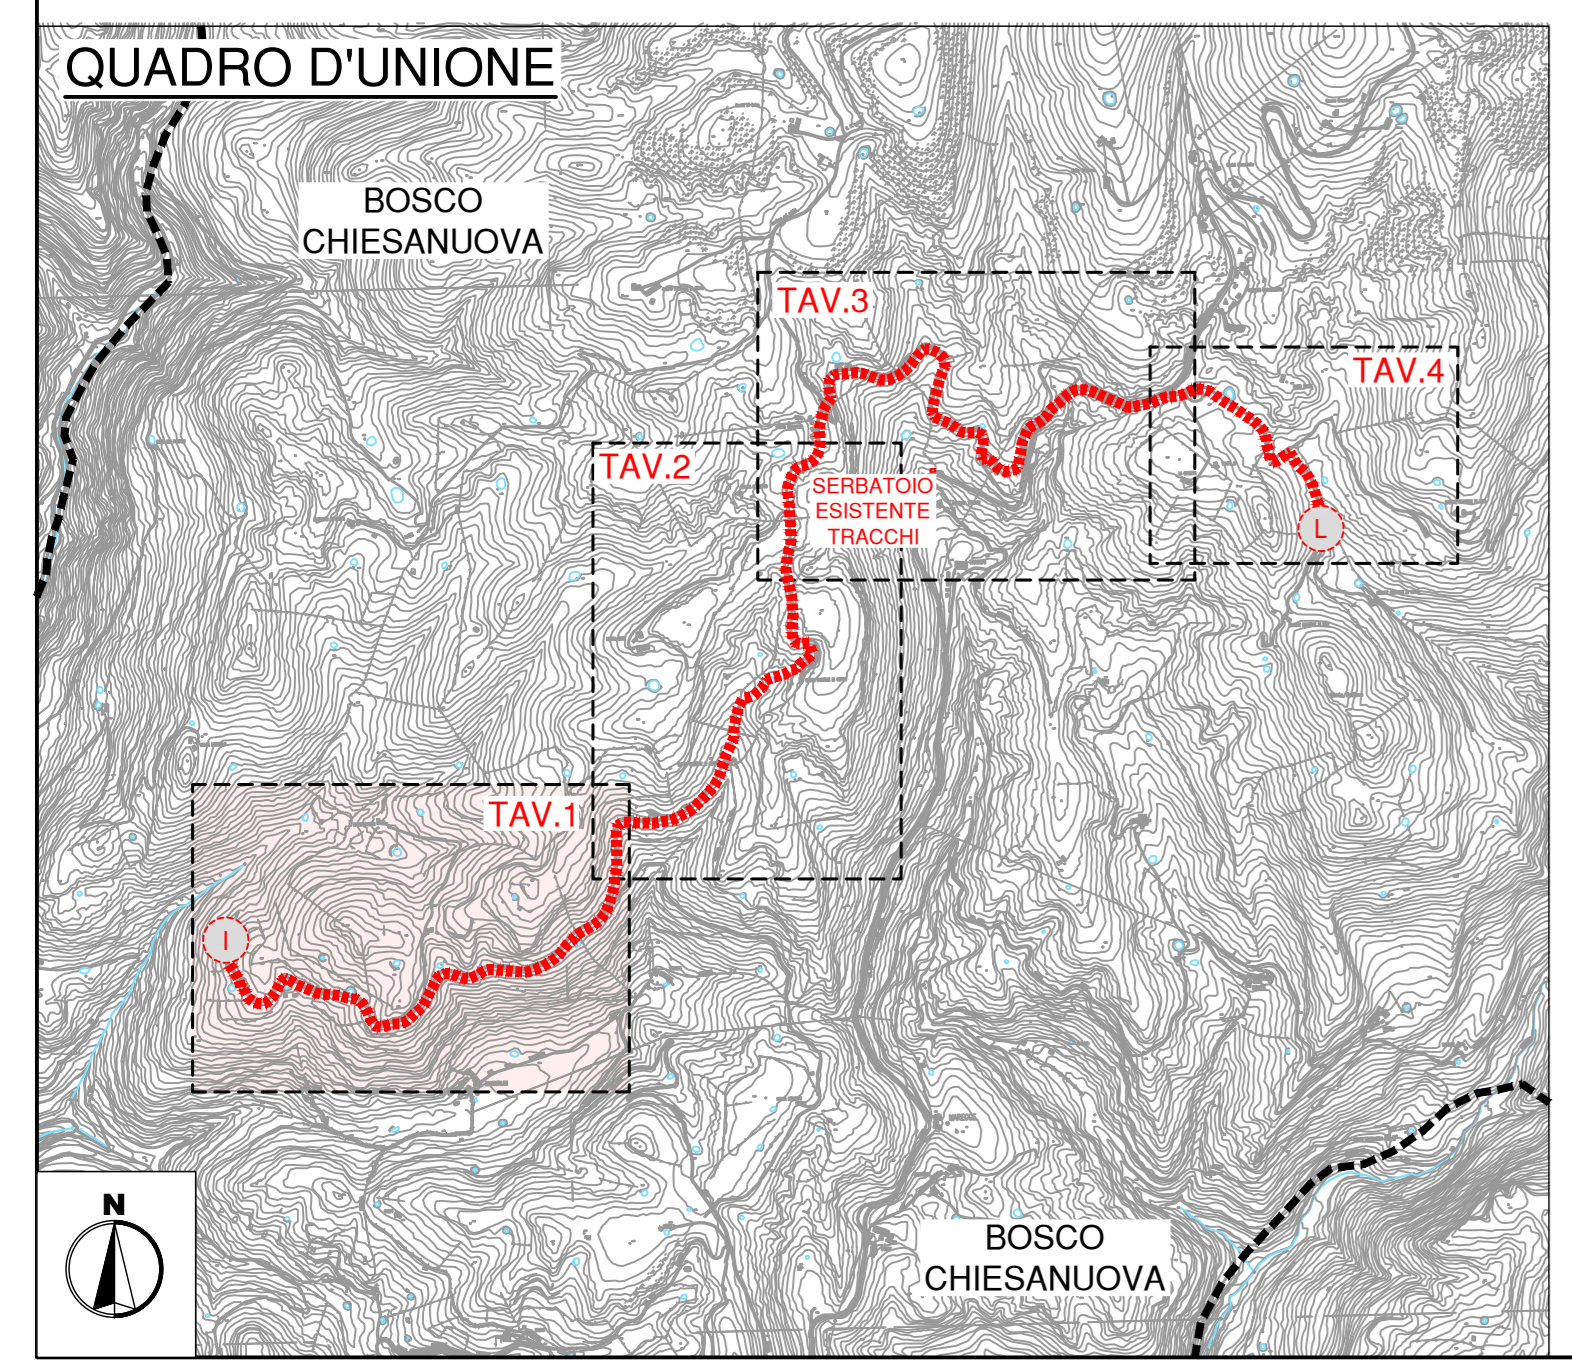 QUADRO D'UNIONE
BOSCO
CHIESANUOVA
TAV.3
TAV.4
TAV.2
SERBATOIO
ESISTENTE
TRACCHI
L
TAV.1
I
N
BOSCO
CHIESANUOVA